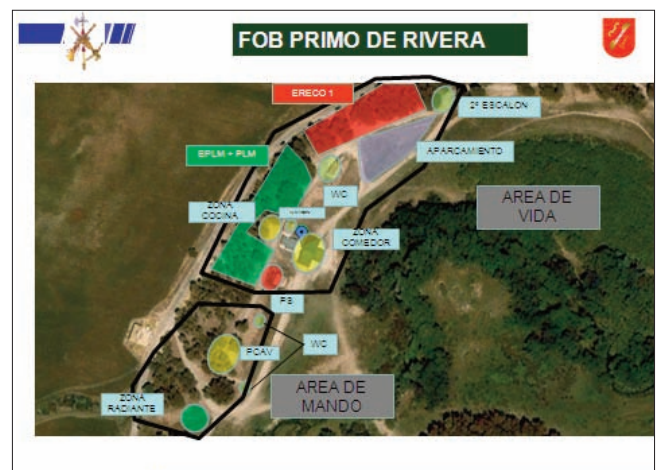 FOB PRIMO DE RIVERA
ERECO 1
2º ESCALON
EPLM + PLM
APARCAMIENTO
WC
AREA DE
VIDA
ZONA
COCINA
ZONA
COMEDOR
PS
WC
PCAV
AREA DE
MANDO
ZONA
RADIANTE